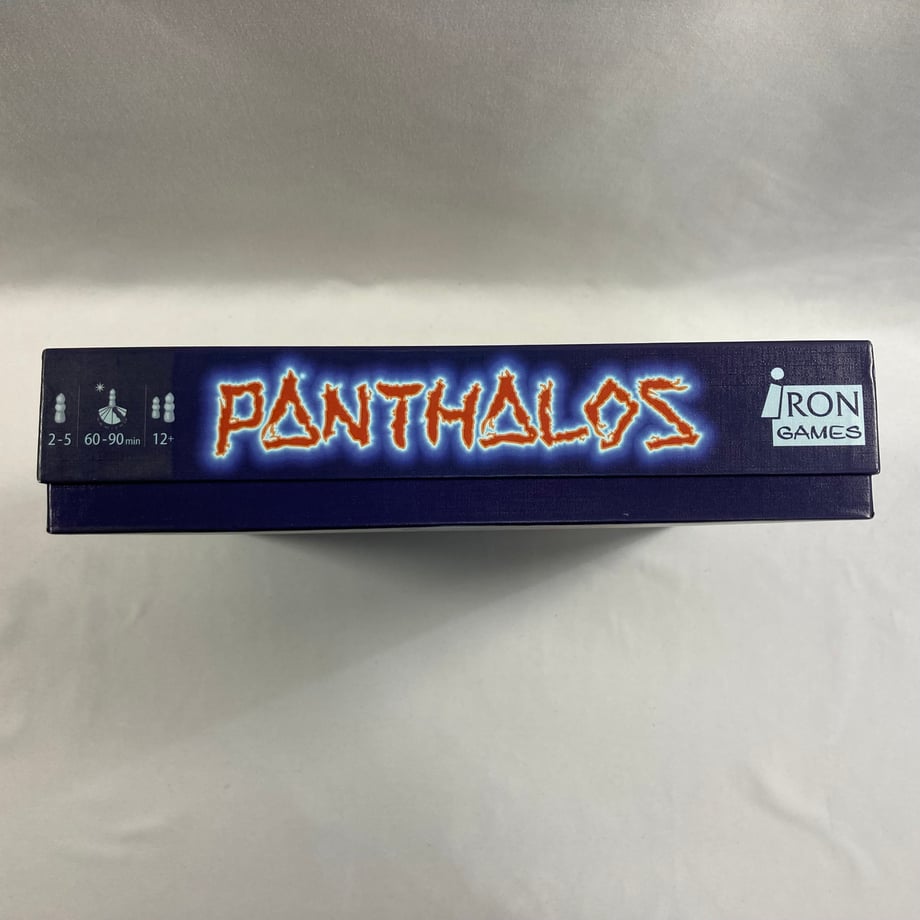 2-5 60-90 min 12+
PANTHALOS
iRON
GAMES